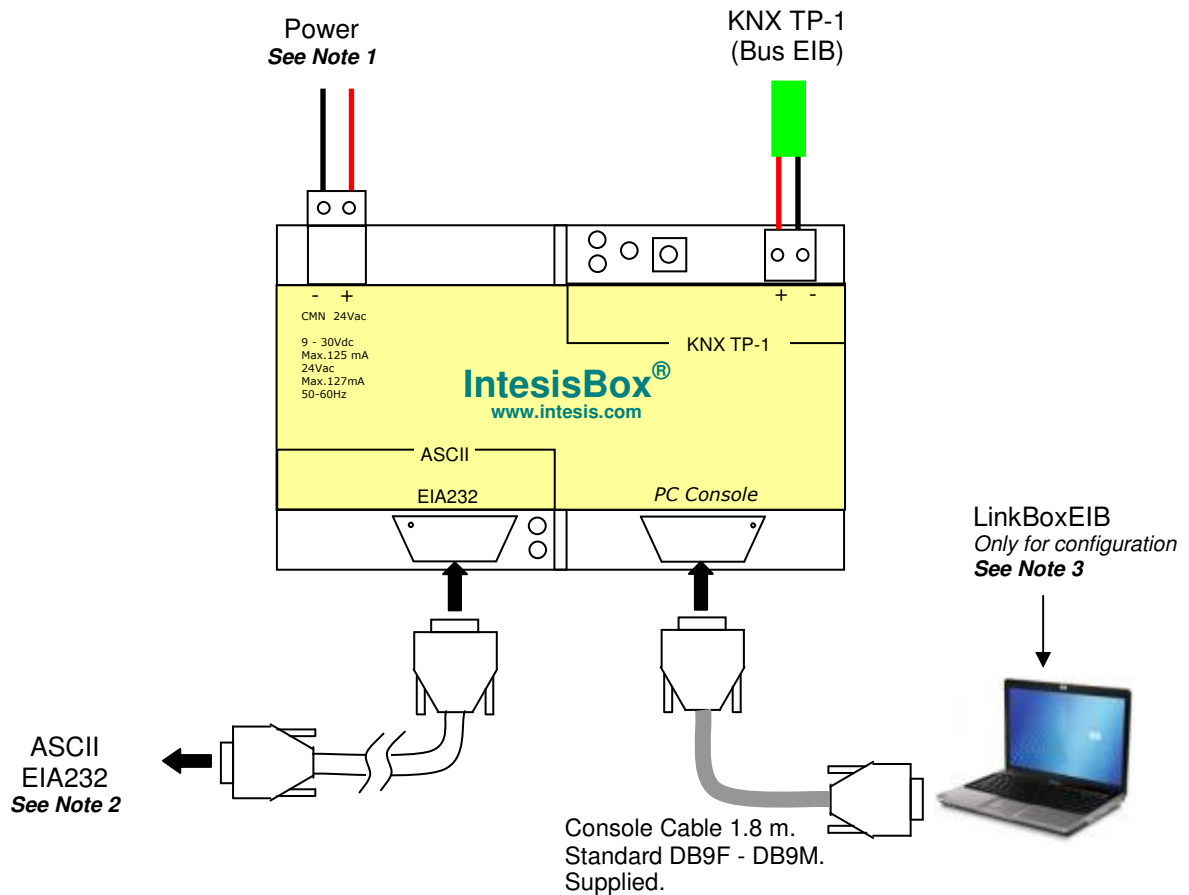 Power
See Note 1
KNX TP-1
(Bus EIB)
- +
CMN 24Vac
9 - 30Vdc
Max.125 mA
24Vac
Max.127mA
50-60Hz
+ -
KNX TP-1
IntesisBox®
www.intesis.com
ASCII
EIA232
PC Console
LinkBoxEIB
Only for configuration
See Note 3
ASCII
EIA232
See Note 2
Console Cable 1.8 m.
Standard DB9F - DB9M.
Supplied.